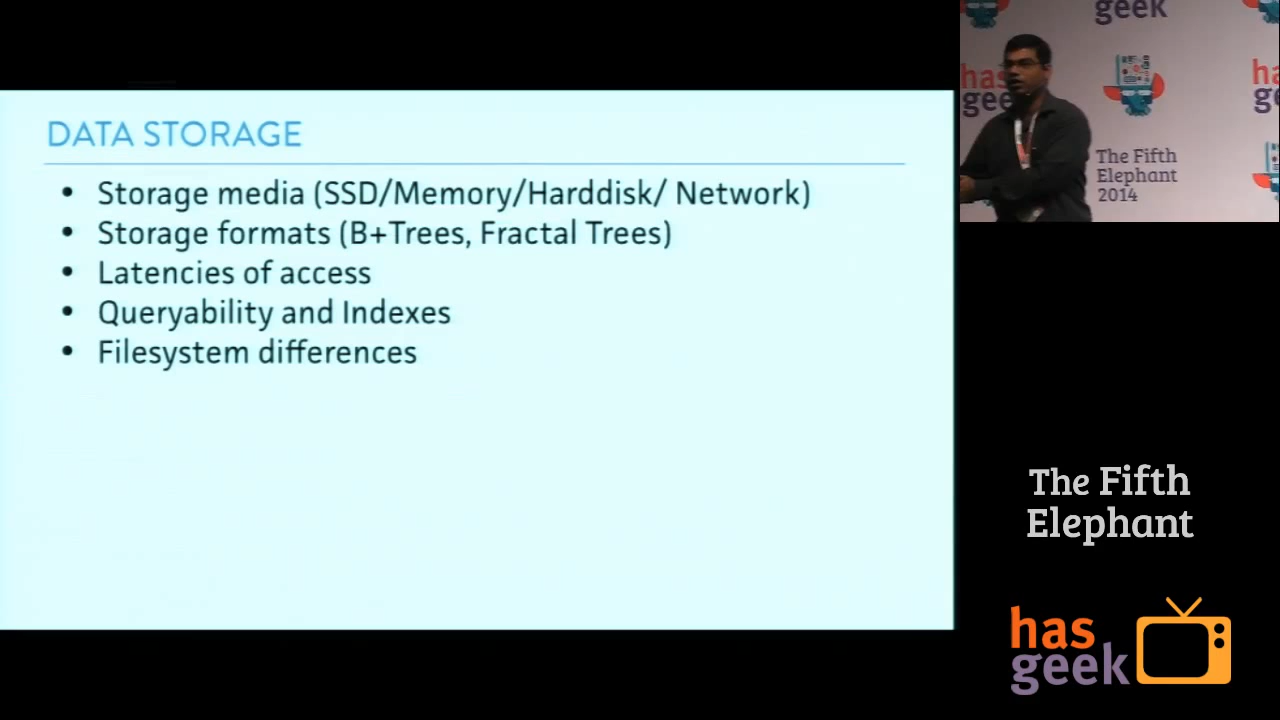 DATA STORAGE
• Storage media (SSD/Memory/Harddisk/ Network)
• Storage formats (B+Trees, Fractal Trees)
• Latencies of access
• Queryability and Indexes
• Filesystem differences
geek
has
geek
has
ge
The Fifth
Elephant
2014
The Fifth
Elephant
has
geek